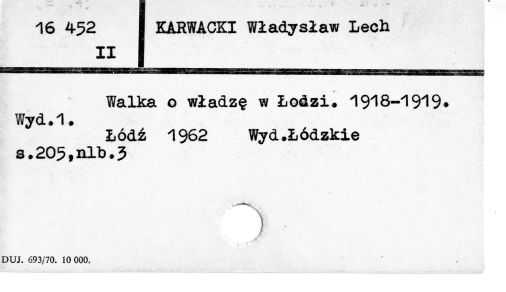 16 452
II
KARWACKI Władysław Lech
Walka o władzę w Łodzi. 1918-1919.
Wyd.1.
Łódź 1962 Wyd.Łódzkie
s.205,nlb.3
DUJ. 693/70. 10 000.